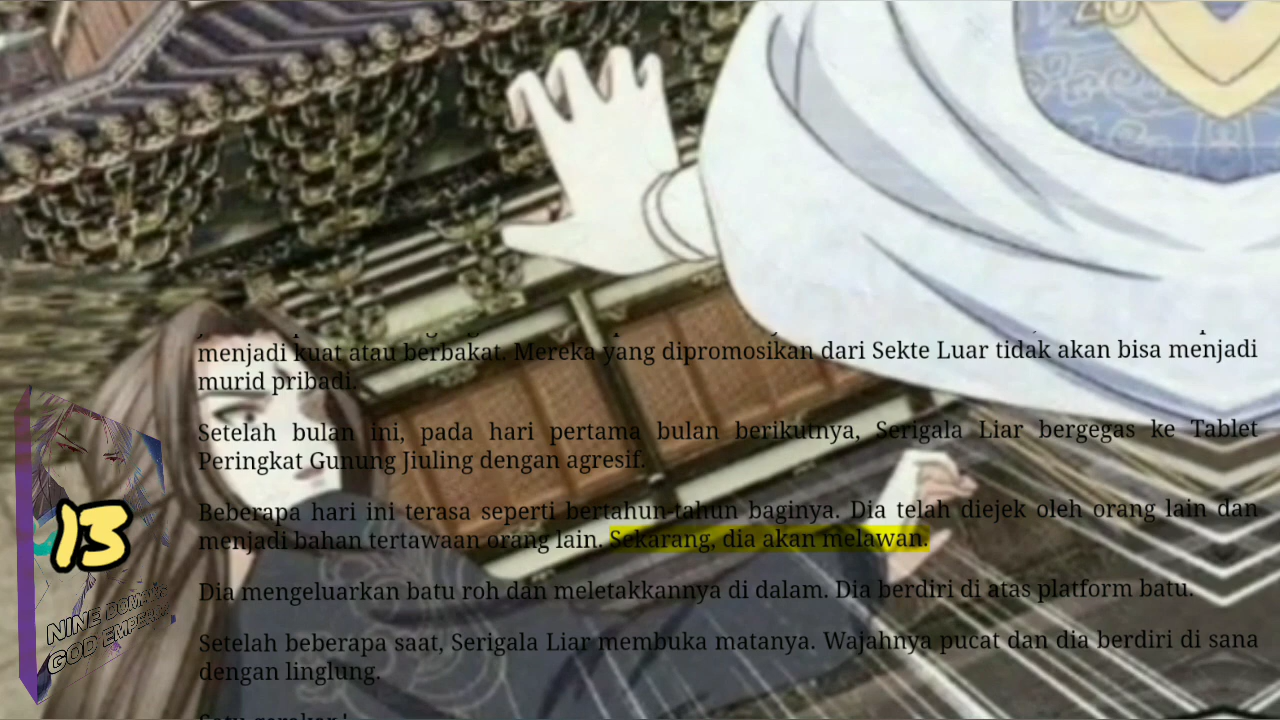 menjadi kuat atau berbakat. Mereka yang dipromosikan dari Sekte Luar tidak akan bisa menjadi
murid pribadi.
Setelah bulan ini, pada hari pertama bulan berikutnya, Serigala Liar bergegas ke Tablet
Peringkat Gunung Jiuling dengan agresif.
Beberapa hari ini terasa seperti bertahun-tahun baginya. Dia telah diejek oleh orang lain dan
menjadi bahan tertawaan orang lain. Sekarang, dia akan melawan.
Dia mengeluarkan batu roh dan meletakkannya di dalam. Dia berdiri di atas platform batu.
Setelah beberapa saat, Serigala Liar membuka matanya. Wajahnya pucat dan dia berdiri di sana
dengan linglung.
13
NINE DOMAINS
GOD EMPEROR